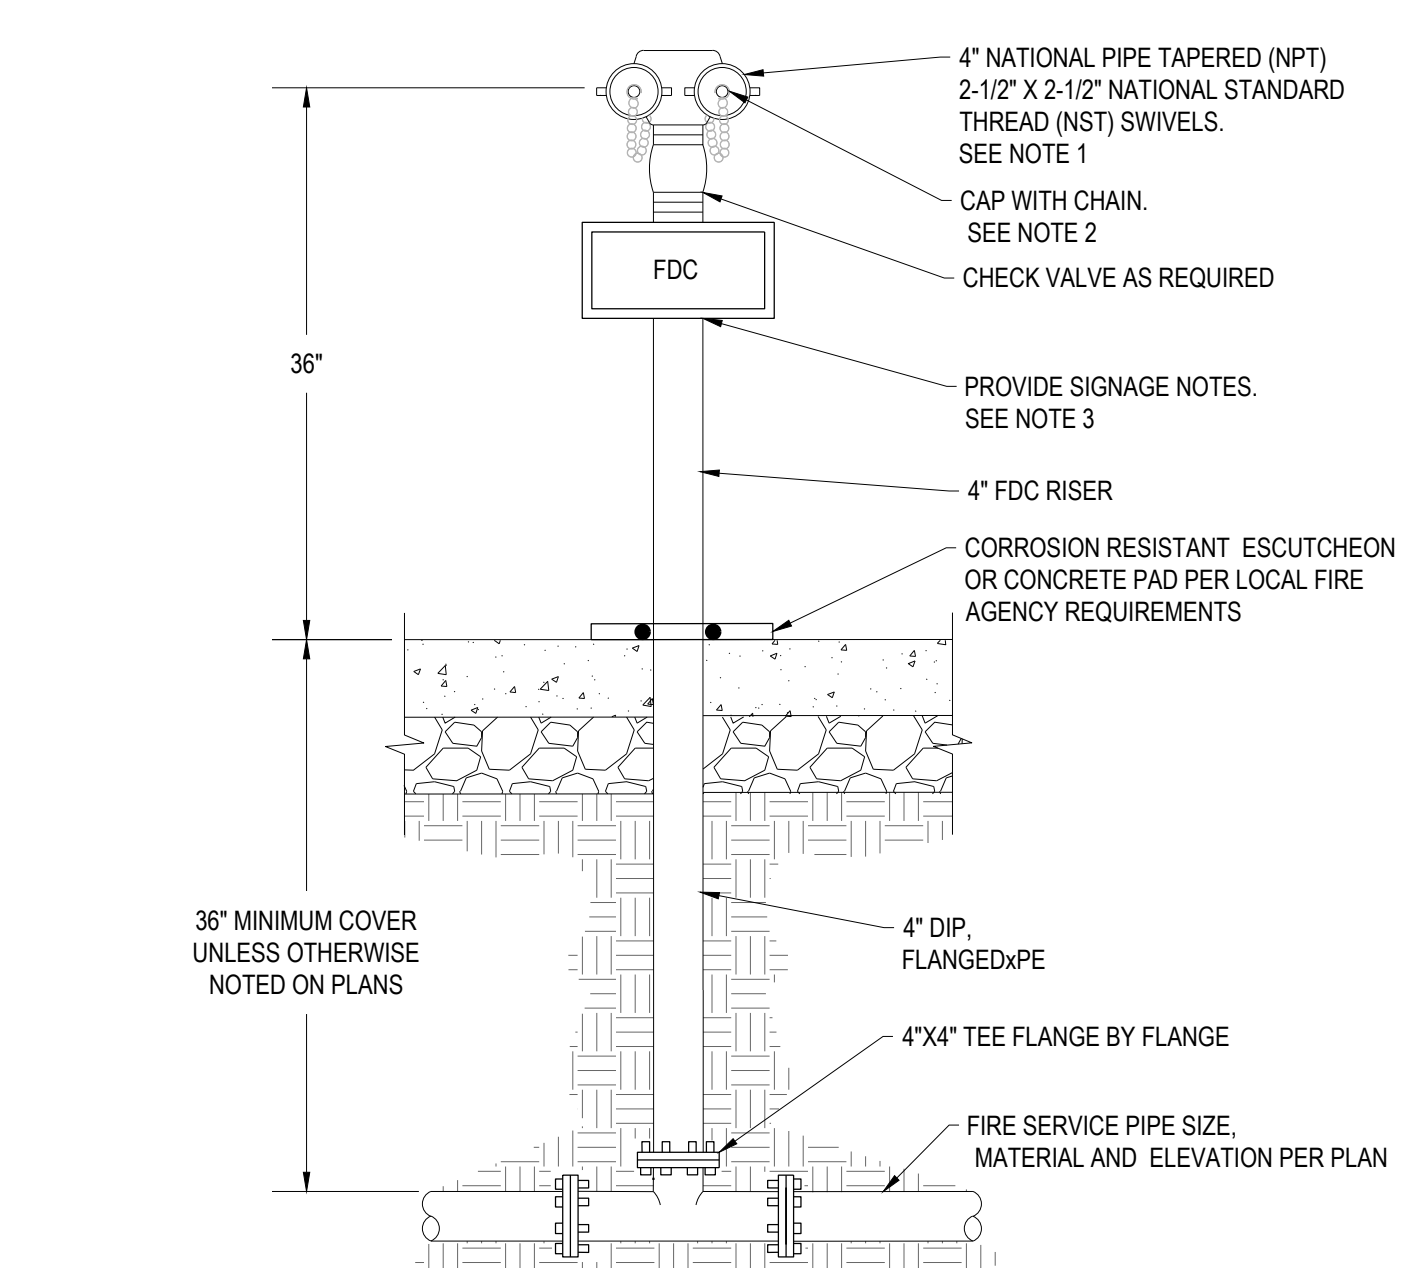 4" NATIONAL PIPE TAPERED (NPT)
2-1/2" X 2-1/2" NATIONAL STANDARD
THREAD (NST) SWIVELS.
SEE NOTE 1
CAP WITH CHAIN.
SEE NOTE 2
FDC
CHECK VALVE AS REQUIRED
36"
PROVIDE SIGNAGE NOTES.
SEE NOTE 3
4" FDC RISER
CORROSION RESISTANT ESCUTCHEON
OR CONCRETE PAD PER LOCAL FIRE
AGENCY REQUIREMENTS
36" MINIMUM COVER
UNLESS OTHERWISE
NOTED ON PLANS
4" DIP,
FLANGEDxPE
4"X4" TEE FLANGE BY FLANGE
FIRE SERVICE PIPE SIZE,
MATERIAL AND ELEVATION PER PLAN